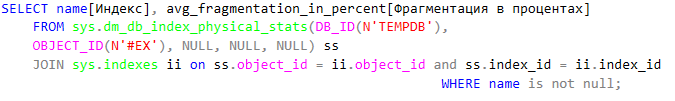 SELECT name[Индекс], avg_fragmentation_in_percent[Фрагментация в процентах]
FROM sys.dm_db_index_physical_stats(DB_ID(N'TEMPDB'),
OBJECT_ID(N'#EX'), NULL, NULL, NULL) ss
JOIN sys.indexes ii on ss.object_id = ii.object_id and ss.index_id = ii.index_id
WHERE name is not null;